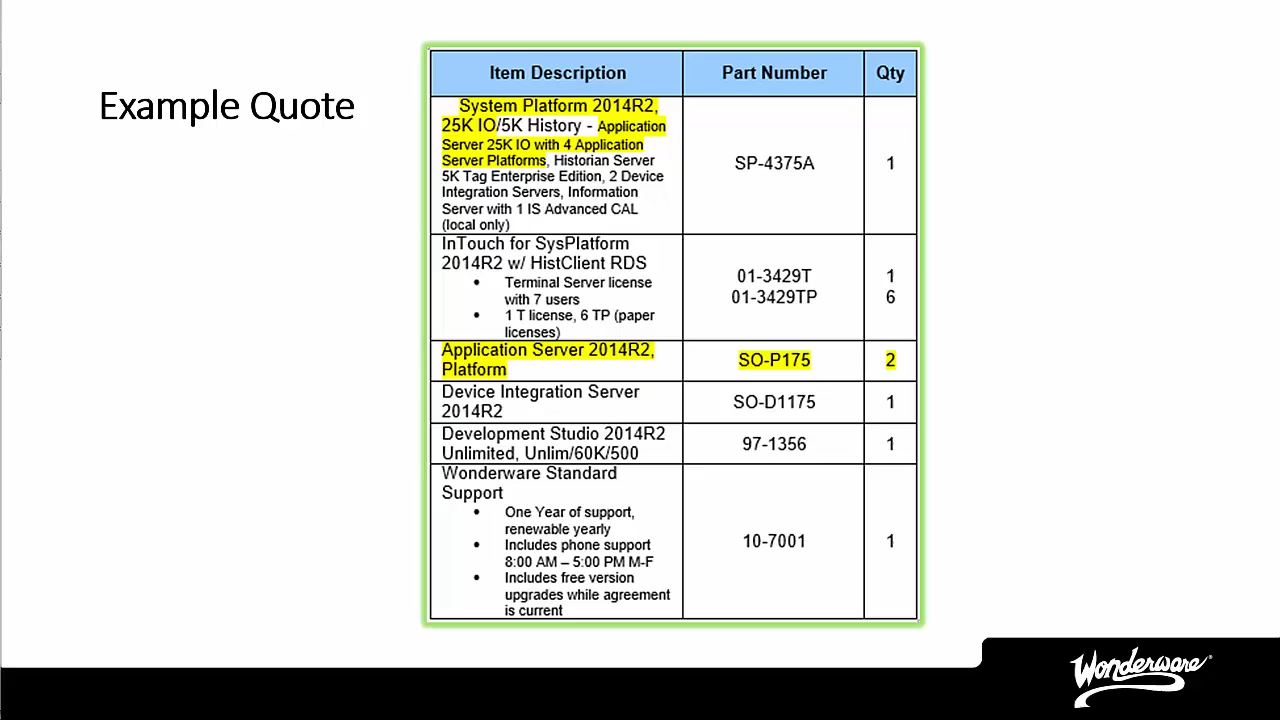 Example Quote
Item Description Part Number Qty
System Platform 2014R2,
25K IO/5K History - Application
Server 25K IO with 4 Application
Server Platforms, Historian Server
5K Tag Enterprise Edition, 2 Device
Integration Servers, Information
Server with 1 IS Advanced CAL
(local only)
SP-4375A
1
InTouch for SysPlatform
2014R2 w/ HistClient RDS
• Terminal Server license
with 7 users
• 1 T license, 6 TP (paper
licenses)
01-3429T
01-3429TP
1
6
Application Server 2014R2,
Platform
SO-P175
2
Device Integration Server
2014R2
SO-D1175
1
Development Studio 2014R2
Unlimited, Unlim/60K/500
97-1356
1
Wonderware Standard
Support
• One Year of support,
renewable yearly
• Includes phone support
8:00 AM – 5:00 PM M-F
• Includes free version
upgrades while agreement
is current
10-7001
1
Wonderware®